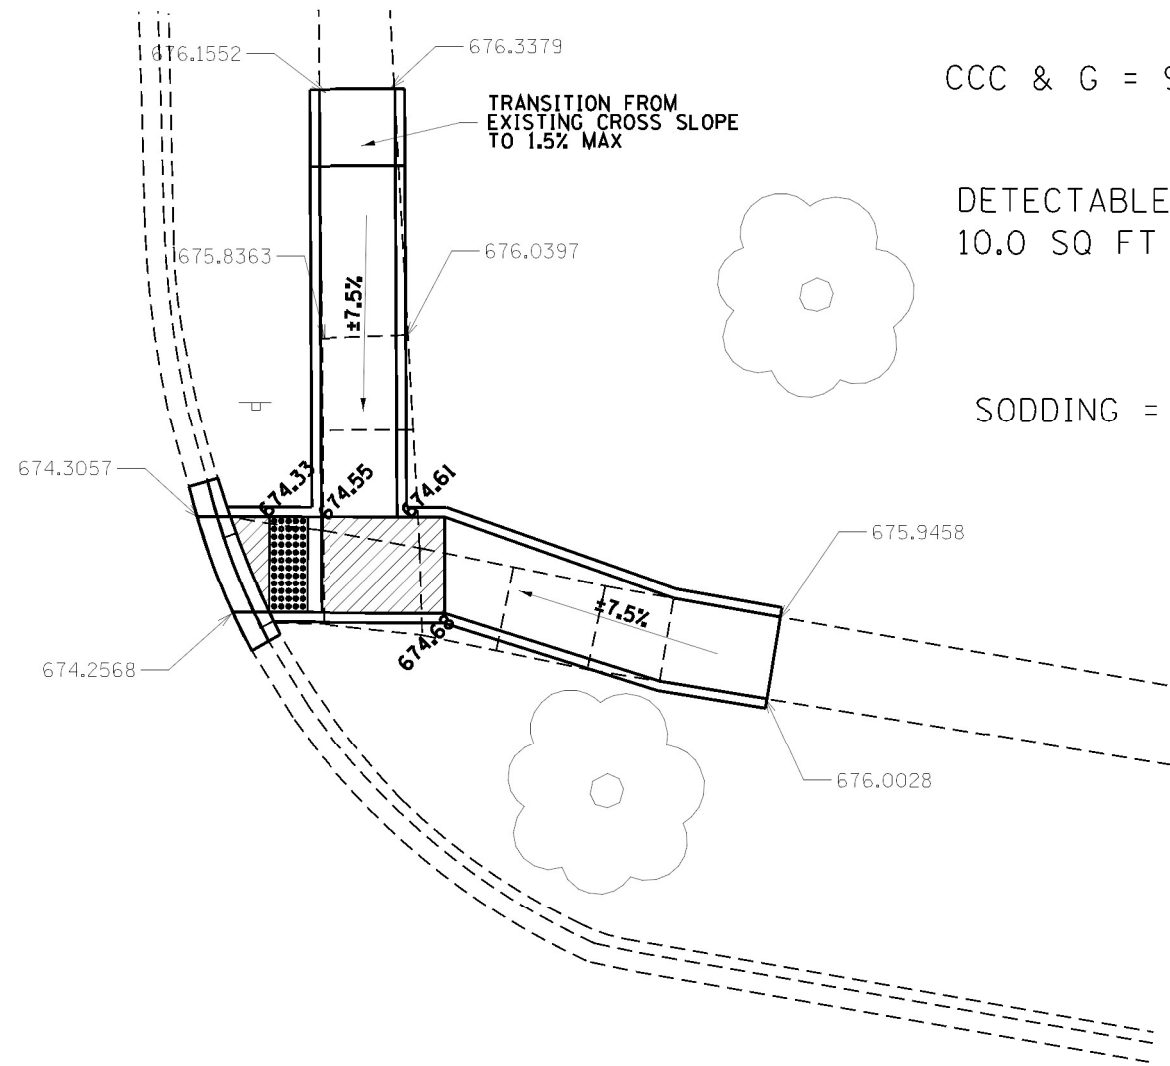 676.1552
676.3379
CCC & G =
TRANSITION FROM
EXISTING CROSS SLOPE
TO 1.5% MAX
DETECTABLE
10.0 SQ FT
675.8363
676.0397
±7.5%
SODDING =
674.3057
674.33
674.55
674.61
675.9458
±7.5%
674.68
674.2568
676.0028